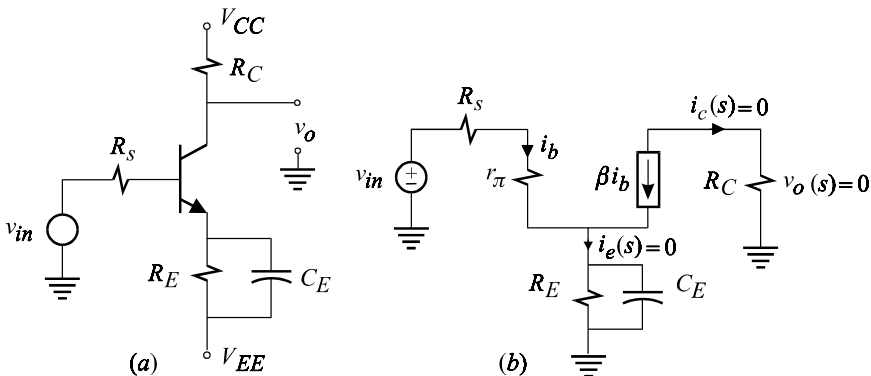 V_CC
R_C
v_o
R_s
v_in
R_E
C_E
V_EE
(a)
R_s
i_b
v_in
r_π
βi_b
i_c(s)=0
R_C
v_o(s)=0
i_e(s)=0
R_E
C_E
(b)